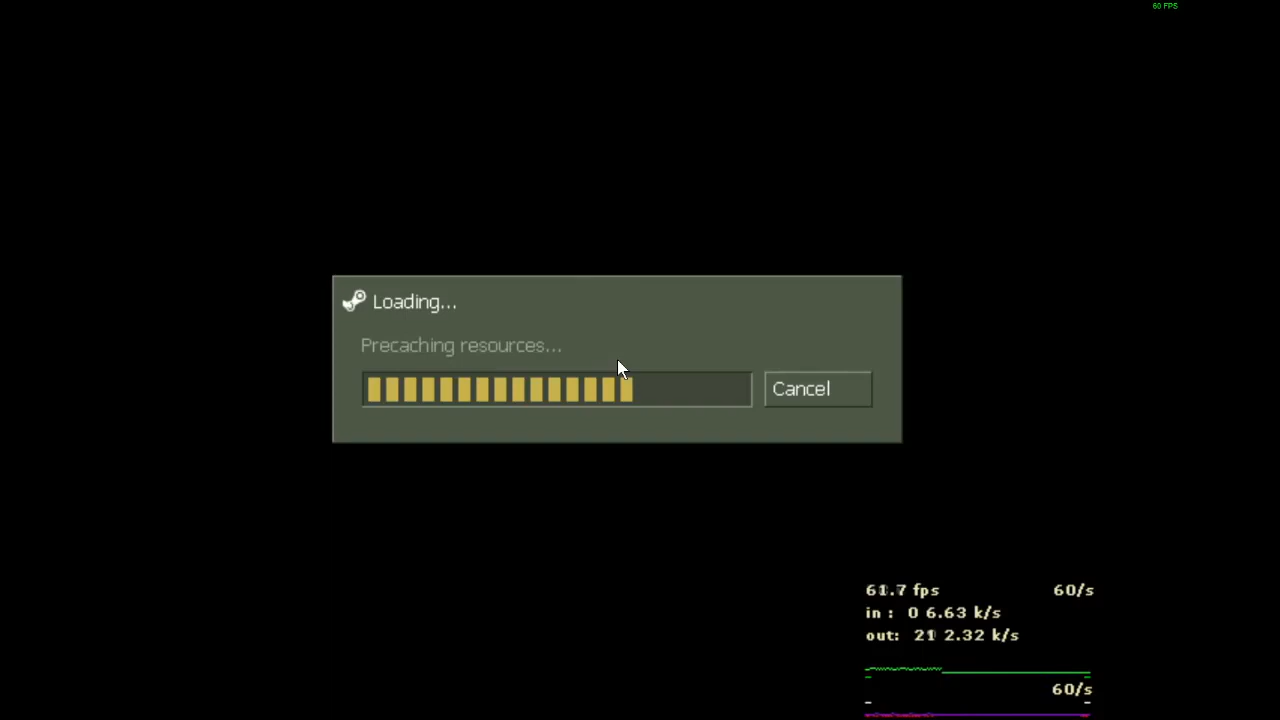 60 FPS
Loading...
Precaching resources...
Cancel
61.7 fps 60/s
in : 0 6.63 k/s
out: 21 2.32 k/s
60/s